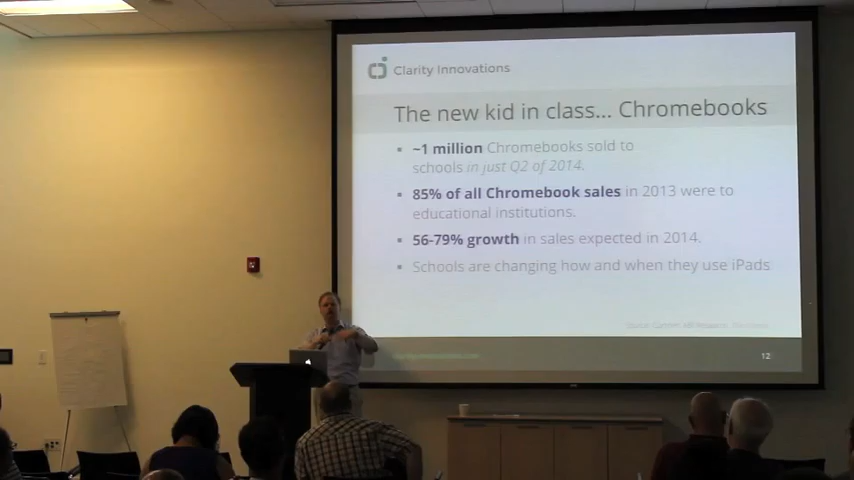 Clarity Innovations
The new kid in class... Chromebooks
~1 million Chromebooks sold to
schools in just Q2 of 2014.
85% of all Chromebook sales in 2013 were to
educational institutions.
56-79% growth in sales expected in 2014.
Schools are changing how and when they use iPads
12